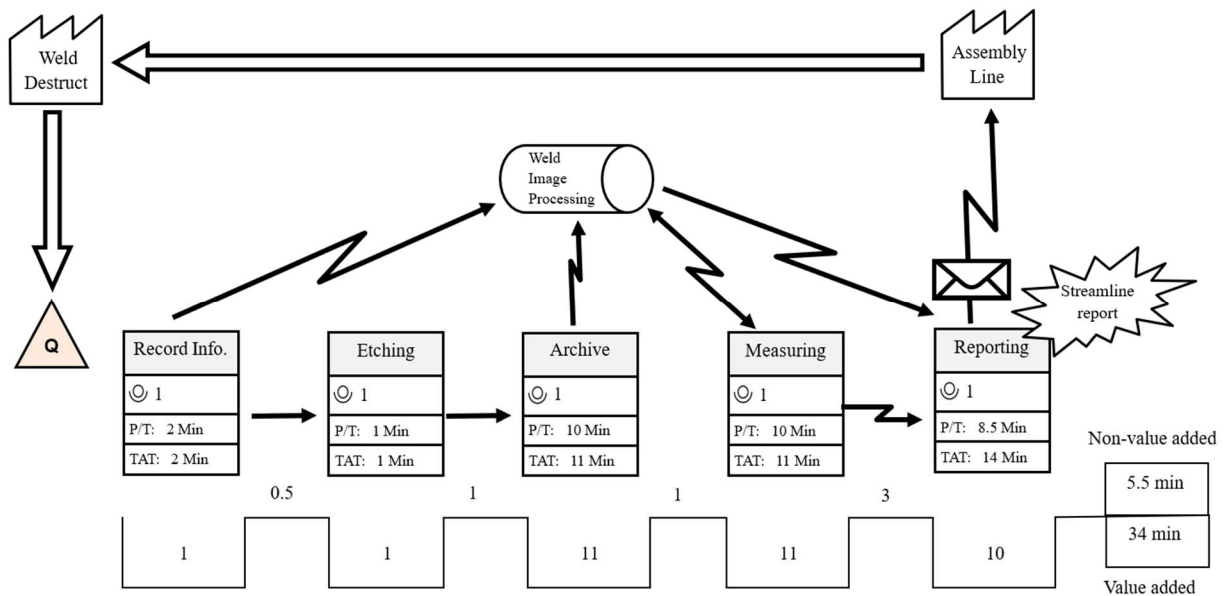 Weld
Destruct
Assembly
Line
Weld
Image
Processing
Streamline
report
Q
Record Info.
1
P/T: 2 Min
TAT: 2 Min
Etching
1
P/T: 1 Min
TAT: 1 Min
Archive
1
P/T: 10 Min
TAT: 11 Min
Measuring
1
P/T: 10 Min
TAT: 11 Min
Reporting
1
P/T: 8.5 Min
TAT: 14 Min
Non-value added
5.5 min
0.5
1
1
3
1
1
11
11
10
34 min
Value added